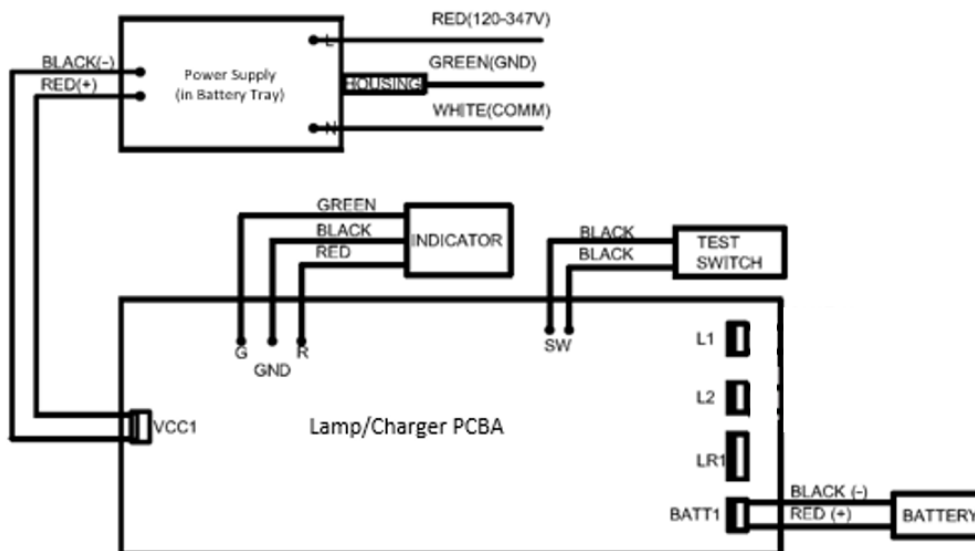 RED(120-347V)
BLACK(-)
L
GREEN(GND)
Power Supply
(in Battery Tray)
RED(+)
HOUSING
WHITE(COMM)
N
GREEN
BLACK
RED
INDICATOR
BLACK
BLACK
TEST
SWITCH
G
GND
R
SW
L1
L2
VCC1
Lamp/Charger PCBA
LR1
BATT1
BLACK (-)
RED (+)
BATTERY